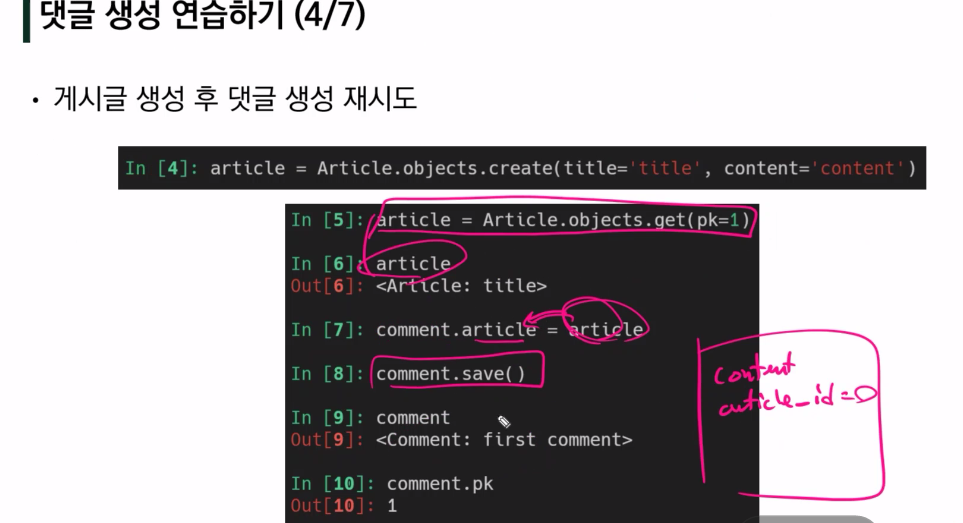 댓글 생성 연습하기 (4/7)
• 게시글 생성 후 댓글 생성 재시도
In [4]: article = Article.objects.create(title='title', content='content')
In [5]: article = Article.objects.get(pk=1)
In [6]: article
Out[6]: <Article: title>
In [7]: comment.article = article
In [8]: comment.save()
In [9]: comment
Out[9]: <Comment: first comment>
In [10]: comment.pk
Out[10]: 1
content
article_id=0